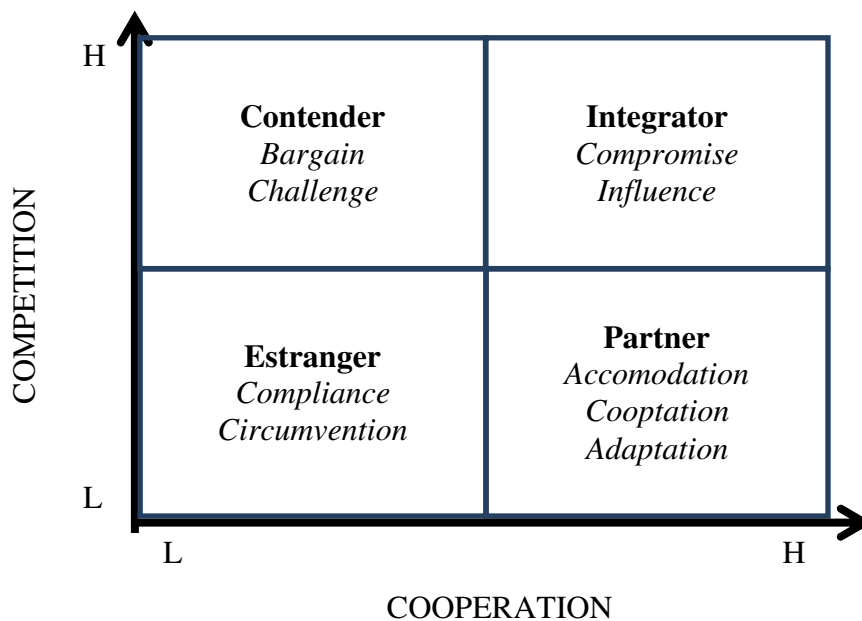 H
Contender
Bargain
Challenge
Integrator
Compromise
Influence
COMPETITION
Estranger
Compliance
Circumvention
Partner
Accomodation
Cooptation
Adaptation
L
L
H
COOPERATION